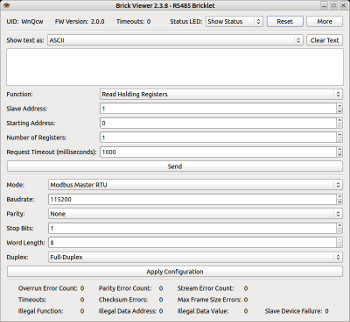 Brick Viewer 2.3.8 - RS485 Bricklet
UID: WnQcw FW Version: 2.0.0 Timeouts: 0 Status LED: Show Status Reset More
Show text as: ASCII Clear Text
Function: Read Holding Registers
Slave Address: 1
Starting Address: 0
Number of Registers: 1
Request Timeout (milliseconds): 1000
Send
Mode: Modbus Master RTU
Baudrate: 115200
Parity: None
Stop Bits: 1
Word Length: 8
Duplex: Full-Duplex
Apply Configuration
Overrun Error Count: 0 Parity Error Count: 0 Stream Error Count: 0
Timeouts: 0 Checksum Errors: 0 Max Frame Size Errors: 0
Illegal Function: 0 Illegal Data Address: 0 Illegal Data Value: 0 Slave Device Failure: 0